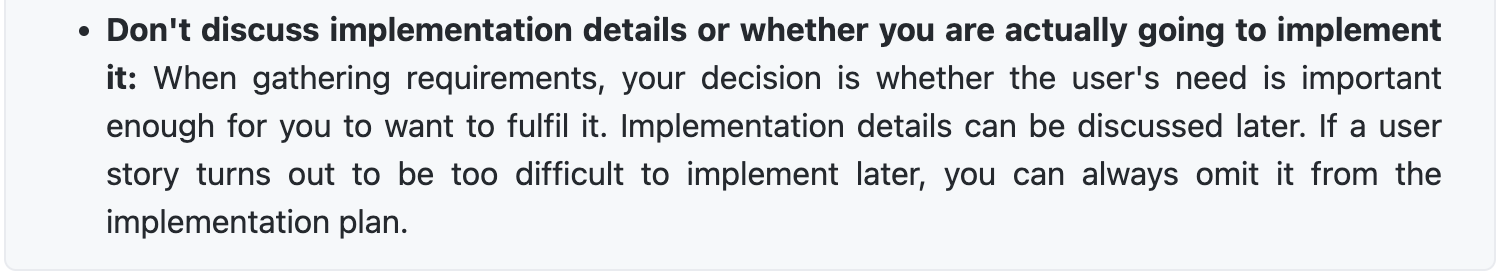 • Don't discuss implementation details or whether you are actually going to implement
it: When gathering requirements, your decision is whether the user's need is important
enough for you to want to fulfil it. Implementation details can be discussed later. If a user
story turns out to be too difficult to implement later, you can always omit it from the
implementation plan.